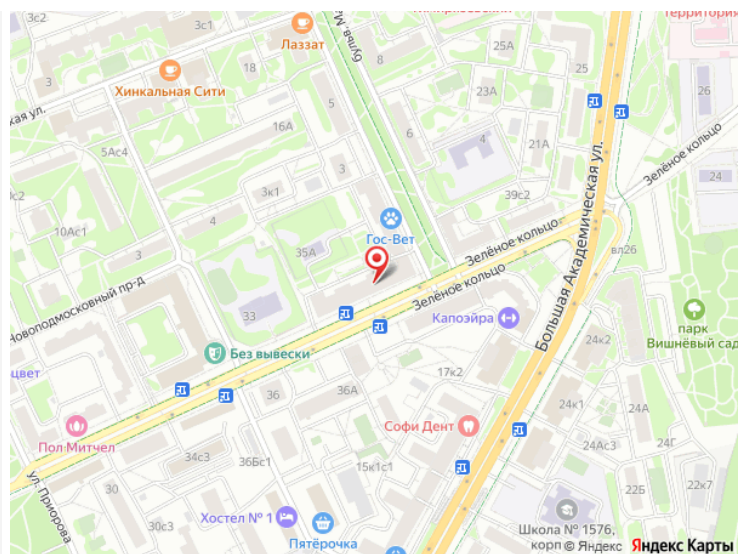 3с1
Лаззат
8
25А
территория
3
18
5
Хинкальная Сити
25
26
23А
кая ул.
16А
6
4
21А
Зелёное кольцо
5Ас4
3
24
3к1
39с2
Большая Академическая ул.
4
10Ас1
Гос-Вет
Зелёное кольцо
вл26
35А
3
Зелёное кольцо
Новоподмосковный пр-д
33
Капоэйра
парк
Вишнёвый сад
24к2
Без вывески
цвет
17к2
36
36А
24к1
24А
Софи Дент
Пол Митчел
24Ас3
24Г
34с3
36Бс1
15к1с1
30
22Б
22к7
ул. Приорова
30с3
Хостел № 1
Школа № 1576,
корп
Пятёрочка
© Яндекс Яндекс Карты